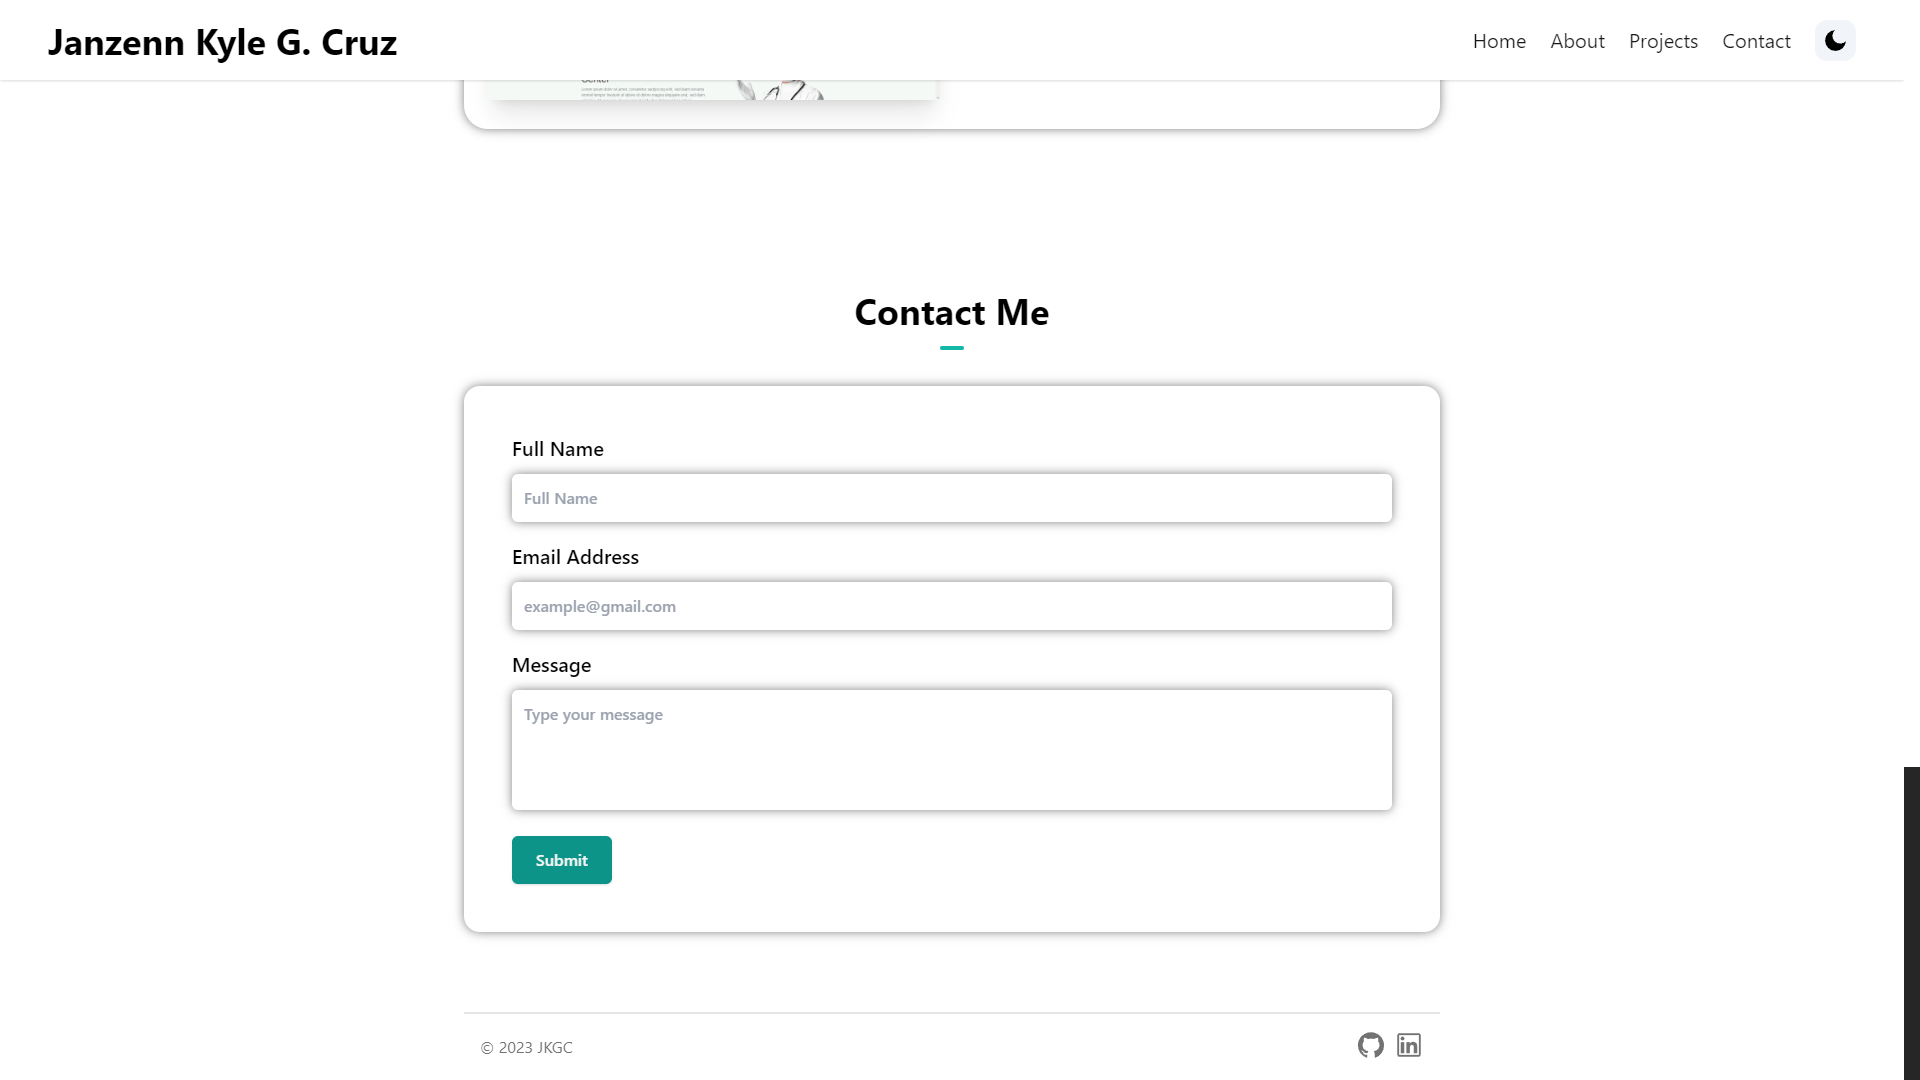 Janzenn Kyle G. Cruz
Home About Projects Contact
Contact Me
Full Name
Full Name
Email Address
example@gmail.com
Message
Type your message
Submit
© 2023 JKGC